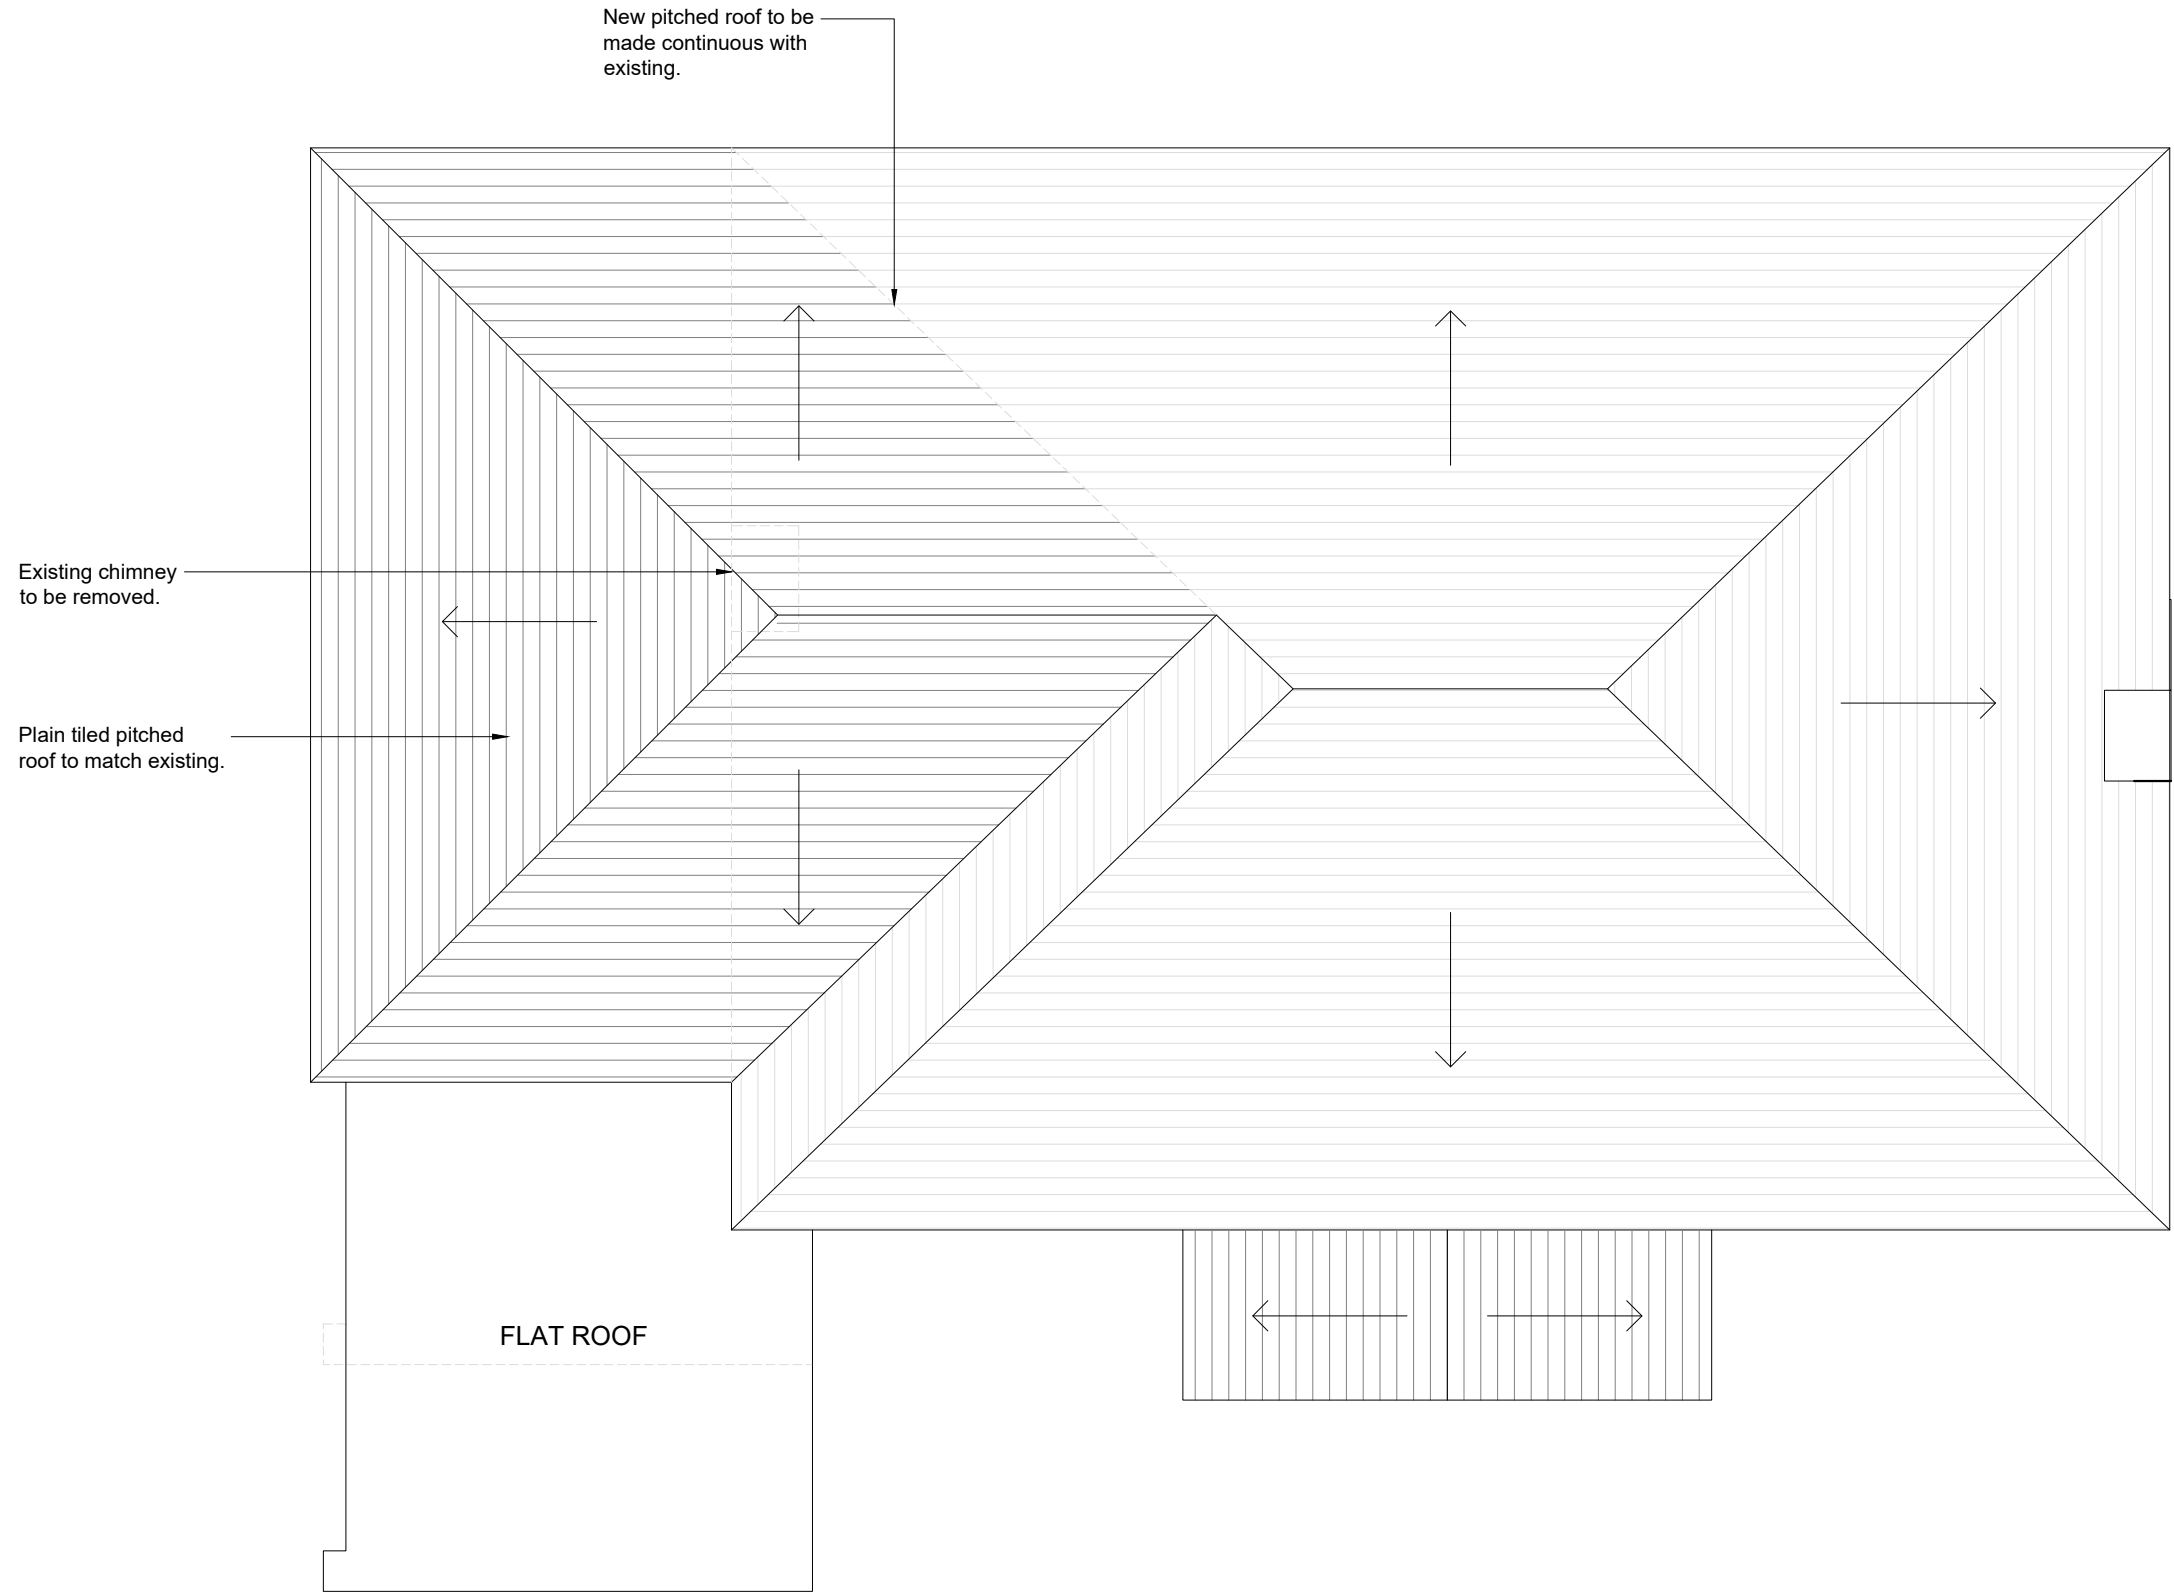 New pitched roof to be
made continuous with
existing.
Existing chimney
to be removed.
Plain tiled pitched
roof to match existing.
FLAT ROOF